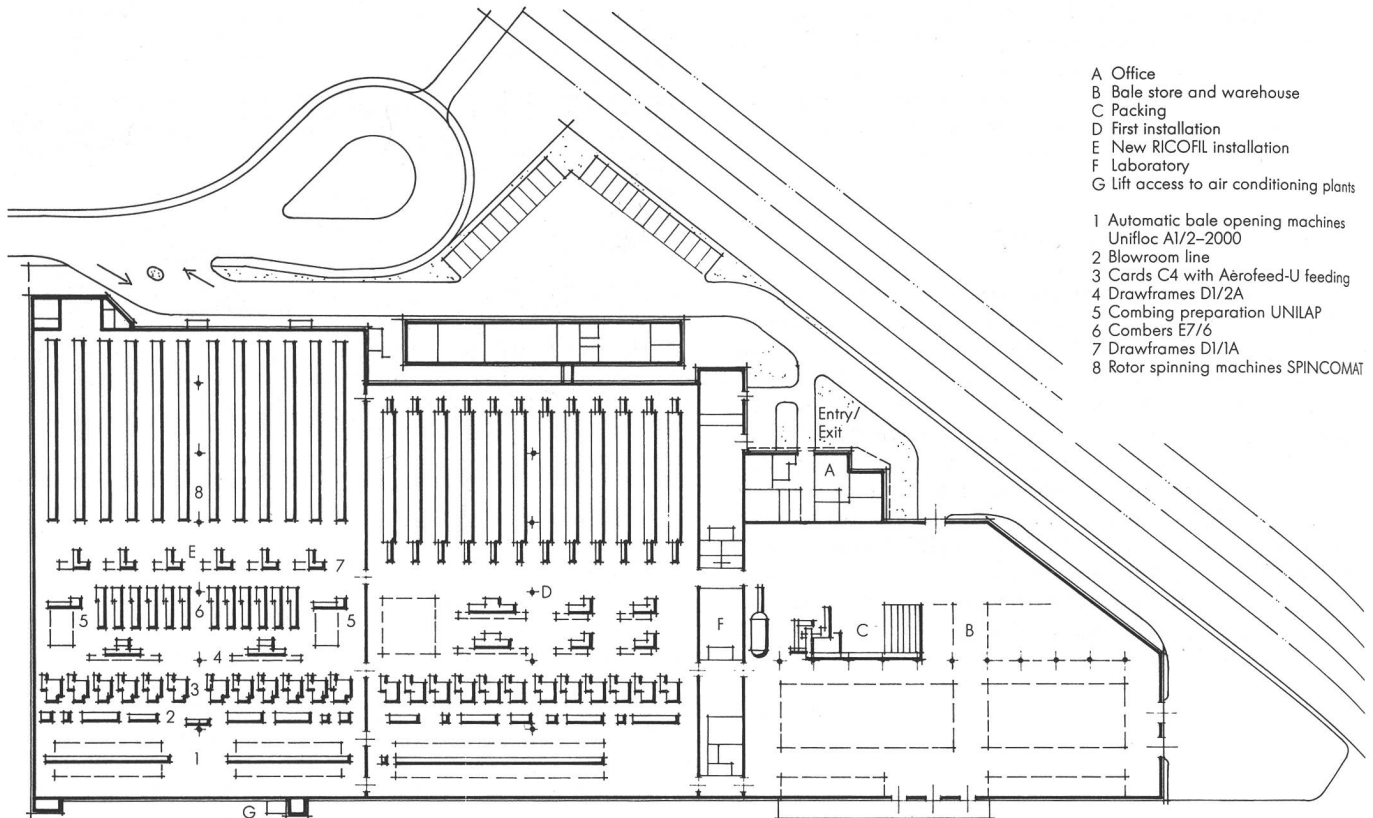 A Office
B Bale store and warehouse
C Packing
D First installation
E New RICOFIL installation
F Laboratory
G Lift access to air conditioning plants
1 Automatic bale opening machines
Unifloc A1/2–2000
2 Blowroom line
3 Cards C4 with Aerofeed-U feeding
4 Drawframes D1/2A
5 Combing preparation UNILAP
6 Combers E7/6
7 Drawframes D1/1A
8 Rotor spinning machines SPINCOMAT
Entry/
Exit
A
8
E
7
D
6
5
5
F
C
B
4
3
2
1
G